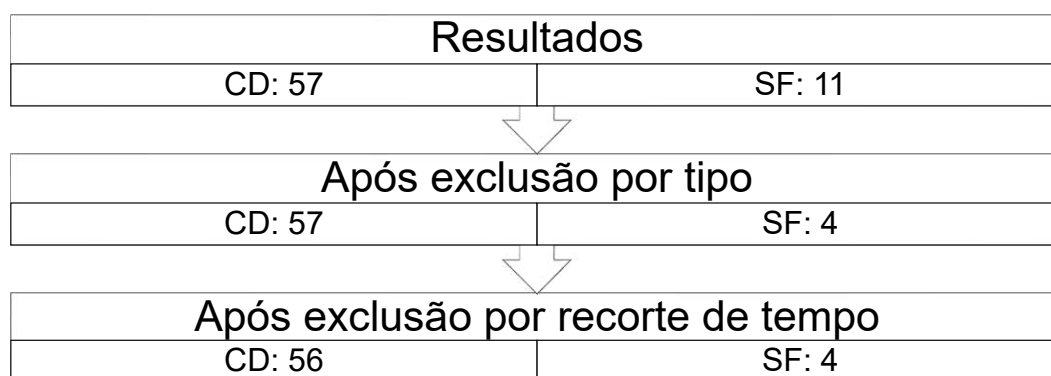 Resultados
CD: 57 SF: 11
Após exclusão por tipo
CD: 57 SF: 4
Após exclusão por recorte de tempo
CD: 56 SF: 4